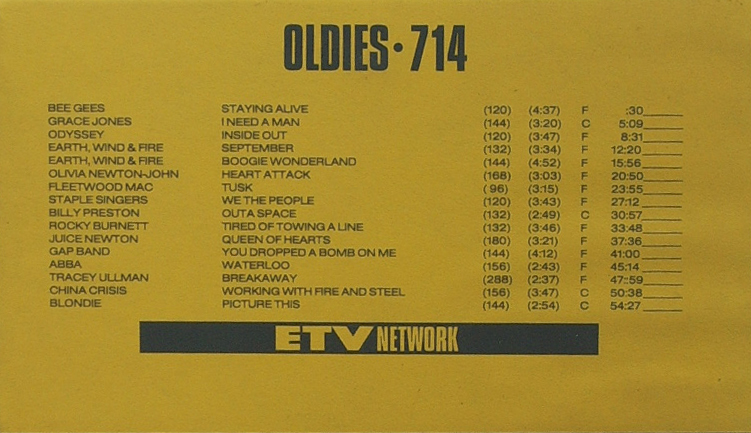 OLDIES•714
BEE GEES STAYING ALIVE (120) (4:37) F :30
GRACE JONES I NEED A MAN (144) (3:20) C 5:09
ODYSSEY INSIDE OUT (120) (3:47) F 8:31
EARTH, WIND & FIRE SEPTEMBER (132) (3:34) F 12:20
EARTH, WIND & FIRE BOOGIE WONDERLAND (144) (4:52) F 15:56
OLIVIA NEWTON-JOHN HEART ATTACK (168) (3:03) F 20:50
FLEETWOOD MAC TUSK (96) (3:15) F 23:55
STAPLE SINGERS WE THE PEOPLE (120) (3:43) F 27:12
BILLY PRESTON OUTA SPACE (132) (2:49) C 30:57
ROCKY BURNETT TIRED OF TOWING A LINE (132) (3:46) F 33:48
JUICE NEWTON QUEEN OF HEARTS (180) (3:21) F 37:36
GAP BAND YOU DROPPED A BOMB ON ME (144) (4:12) F 41:00
ABBA WATERLOO (156) (2:43) F 45:14
TRACEY ULLMAN BREAKAWAY (288) (2:37) F 47:59
CHINA CRISIS WORKING WITH FIRE AND STEEL (156) (3:47) C 50:38
BLONDIE PICTURE THIS (144) (2:54) C 54:27
ETV NETWORK